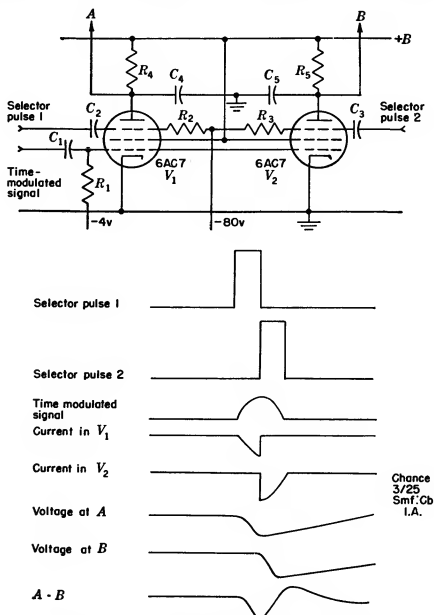 A
B
+B
R4
C4
C5
R5
Selector pulse 1
C2
R2
R3
C3
Selector pulse 2
C1
6AC7
V1
6AC7
V2
Time-modulated signal
R1
-4v
-80v
Selector pulse 1
Selector pulse 2
Time modulated
signal
Current in V1
Current in V2
Chance
3/25
Smf:Gb
I.A.
Voltage at A
Voltage at B
A - B